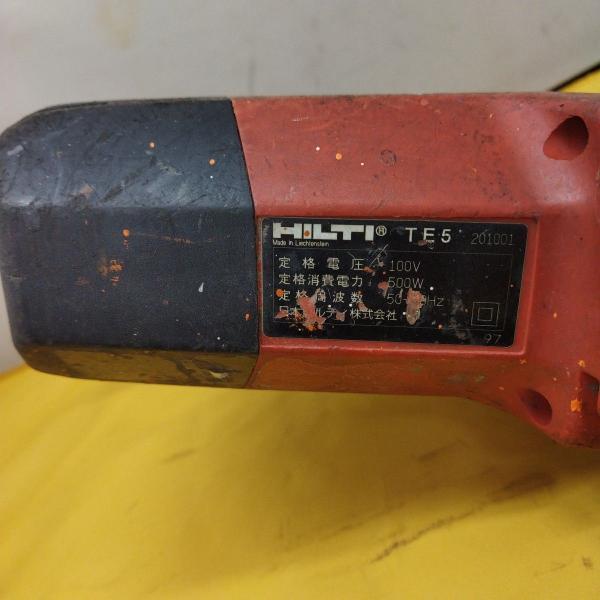 HILTI® TE5 201001
Made in Liechtenstein
定格電圧 100V
定格消費電力 500W
定格周波数 50-
日本 ルティ株式会社
97